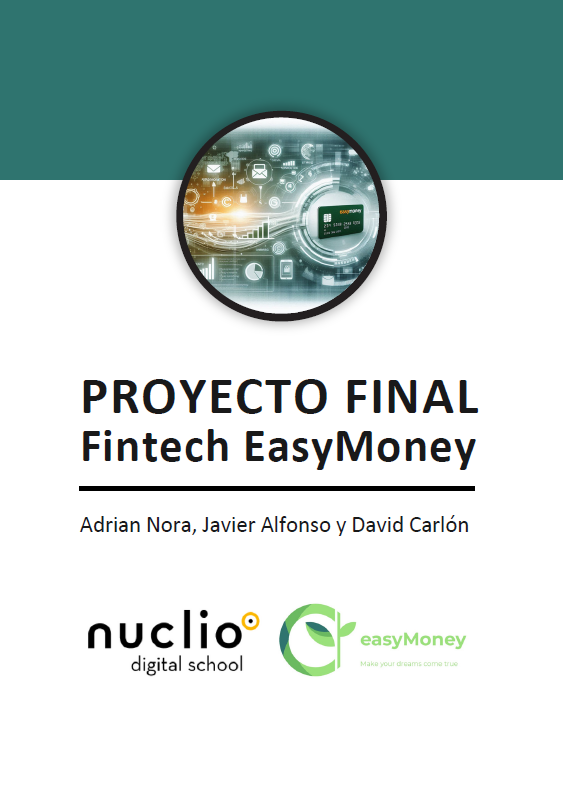 easymoney
PROYECTO FINAL
Fintech EasyMoney
Adrian Nora, Javier Alfonso y David Carlón
nuclio
digital school
easyMoney
Make your dreams come true